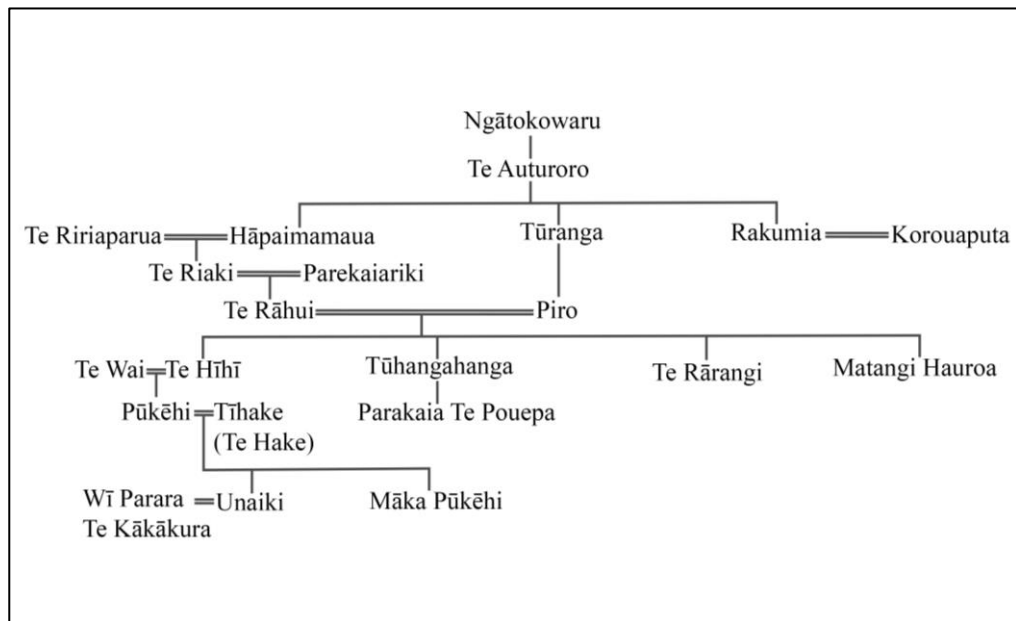 Ngātokowaru
Te Auturoro
Te Ririaparua Hāpaimamaua Tūranga Rakumia Korouaputa
Te Riaki Parekaiariki
Te Rāhui Piro
Te Wai Te Hīhī Tūhangahanga Te Rārangi Matangi Hauroa
Pūkēhi Tīhake Parakaia Te Pouepa
(Te Hake)
Wī Parara Unaiki Māka Pūkēhi
Te Kākākura